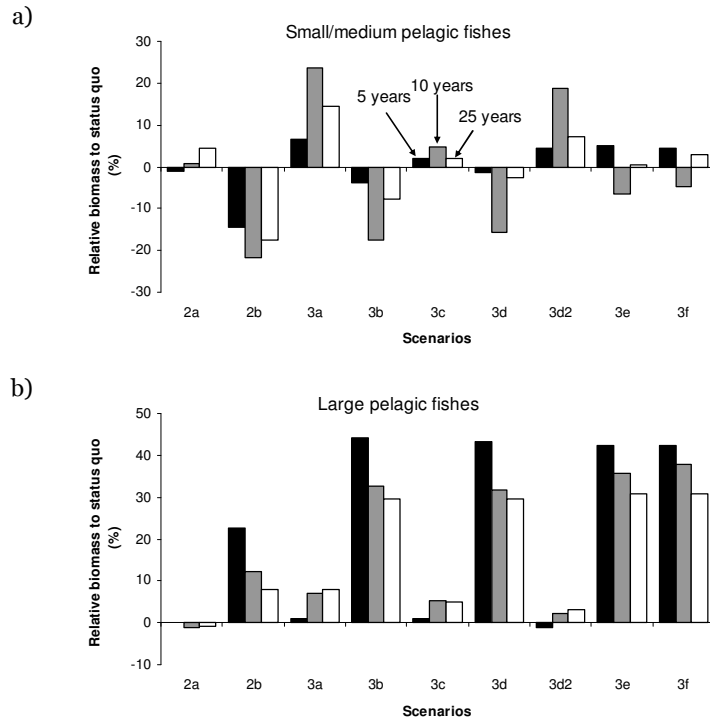 a)
Small/medium pelagic fishes
Relative biomass to status quo
(%)
30
20
10
0
-10
-20
-30
5 years
10 years
25 years
2a 2b 3a 3b 3c 3d 3d2 3e 3f
Scenarios
b)
Large pelagic fishes
Relative biomass to status quo
(%)
50
40
30
20
10
0
-10
2a 2b 3a 3b 3c 3d 3d2 3e 3f
Scenarios